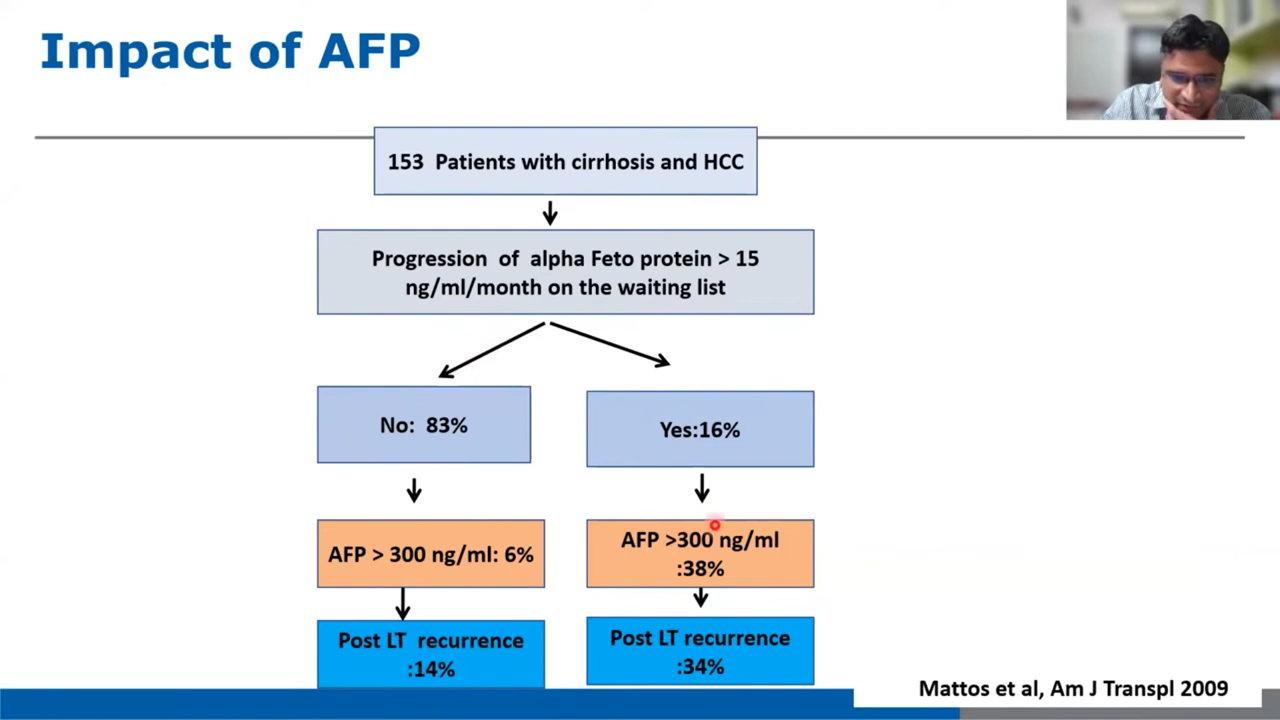 Impact of AFP
153 Patients with cirrhosis and HCC
Progression of alpha Feto protein > 15
ng/ml/month on the waiting list
No: 83%
Yes:16%
AFP > 300 ng/ml: 6%
AFP >300 ng/ml
:38%
Post LT recurrence
:14%
Post LT recurrence
:34%
Mattos et al, Am J Transpl 2009